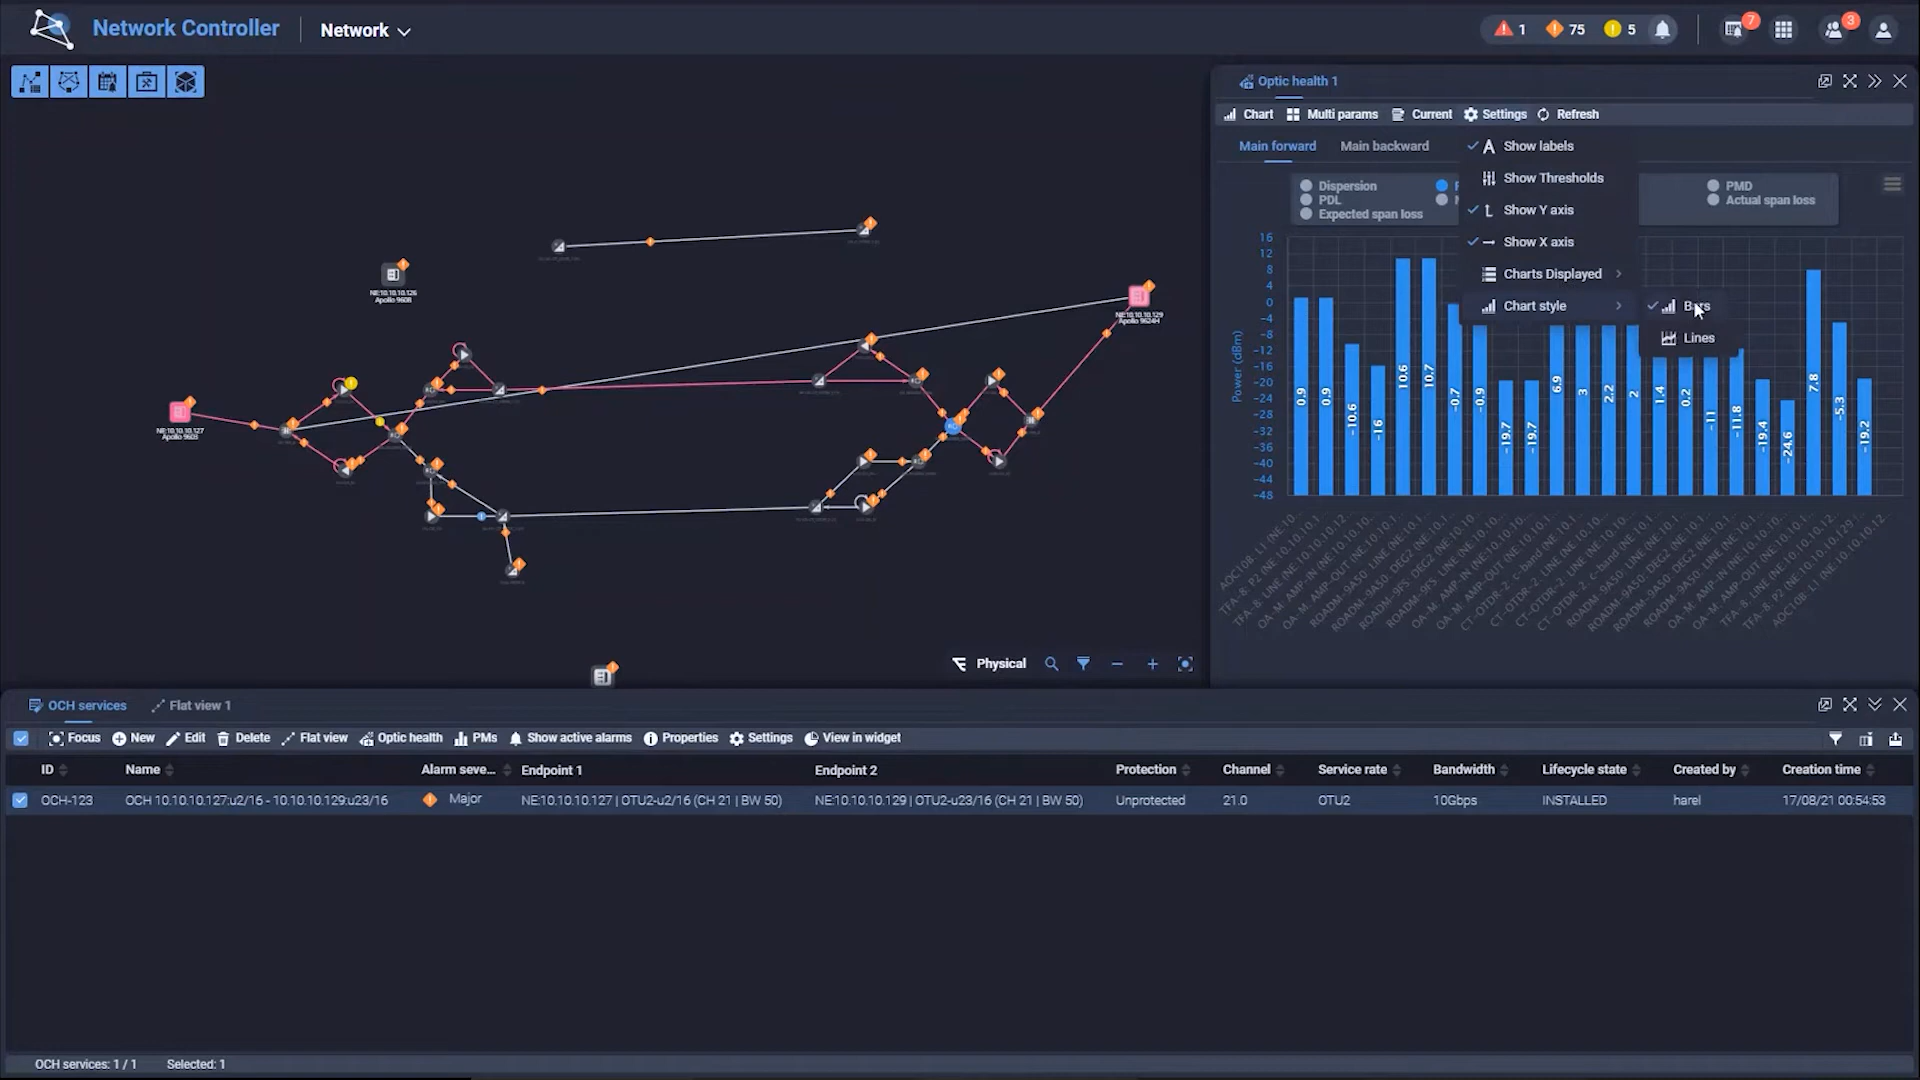 Network Controller
Network
1
75
5
7
3
Optic health 1
Chart
Multi params
Current
Settings
Refresh
Main forward
Main backward
Show labels
Show Thresholds
Show Y axis
Show X axis
Charts Displayed
Chart style
Bars
Lines
Dispersion
PDL
Expected span loss
PMD
Actual span loss
Power (dBm)
16
12
8
4
0
-4
-8
-12
-16
-20
-24
-28
-32
-36
-40
-44
-48
0.9
0.9
-10.6
-16
10.6
10.7
-0.7
-0.9
-19.7
-19.7
6.9
3
2.2
2
1.4
0.2
-11
-11.8
-19.4
-24.6
7.8
-5.3
-19.2
NE:10.10.10.126
Apollo 9608
NE:10.10.10.129
Apollo 9624H
NE:10.10.10.127
Apollo 9603
Physical
OCH services
Flat view 1
Focus
New
Edit
Delete
Flat view
Optic health
PMs
Show active alarms
Properties
Settings
View in widget
ID
Name
Alarm seve...
Endpoint 1
Endpoint 2
Protection
Channel
Service rate
Bandwidth
Lifecycle state
Created by
Creation time
OCH-123
OCH 10.10.10.127:u2/16 - 10.10.10.129:u23/16
Major
NE:10.10.10.127 | OTU2-u2/16 (CH 21 | BW 50)
NE:10.10.10.129 | OTU2-u23/16 (CH 21 | BW 50)
Unprotected
21.0
OTU2
10Gbps
INSTALLED
harel
17/08/21 00:54:53
OCH services: 1 / 1
Selected: 1